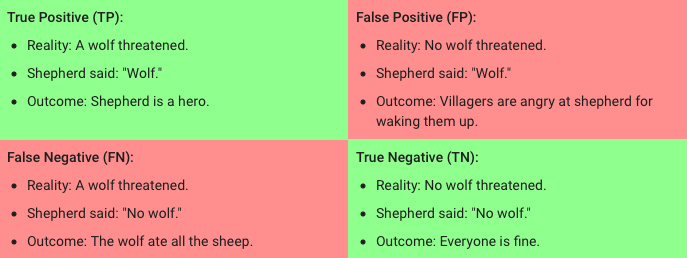 True Positive (TP):
• Reality: A wolf threatened.
• Shepherd said: "Wolf."
• Outcome: Shepherd is a hero.
False Positive (FP):
• Reality: No wolf threatened.
• Shepherd said: "Wolf."
• Outcome: Villagers are angry at shepherd for
waking them up.
False Negative (FN):
• Reality: A wolf threatened.
• Shepherd said: "No wolf."
• Outcome: The wolf ate all the sheep.
True Negative (TN):
• Reality: No wolf threatened.
• Shepherd said: "No wolf."
• Outcome: Everyone is fine.